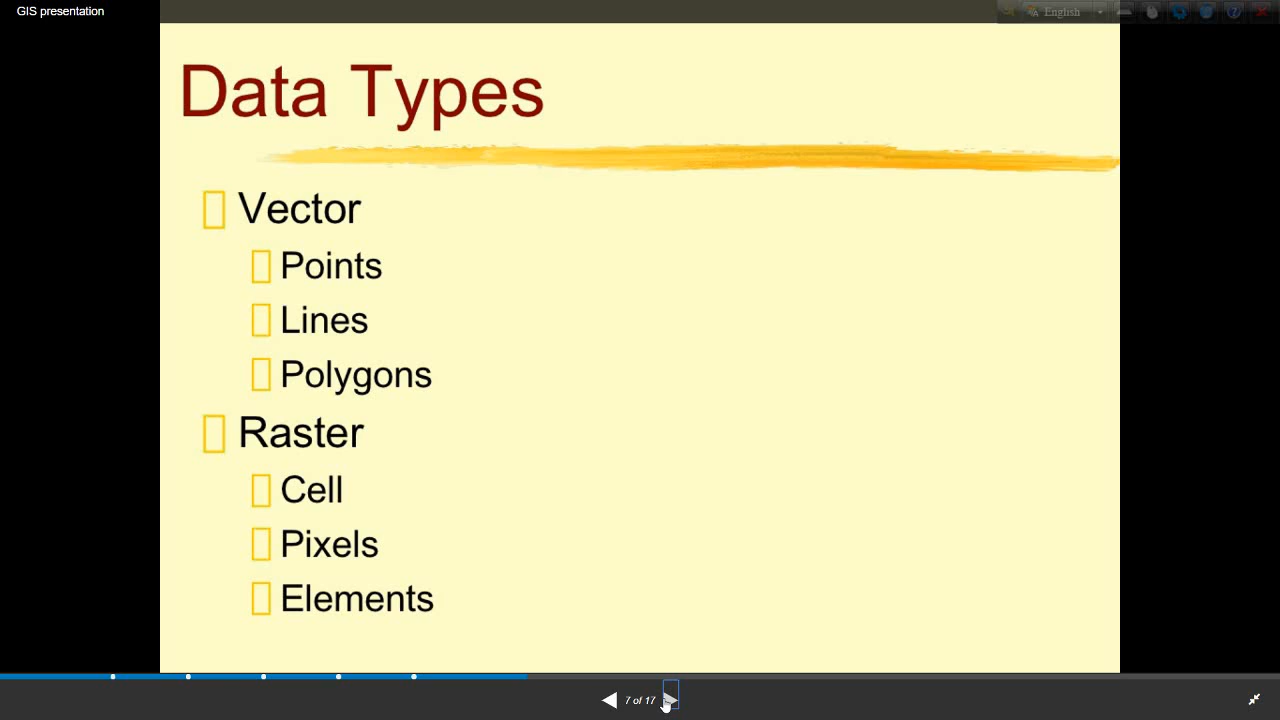 GIS presentation
English
Data Types
Vector
Points
Lines
Polygons
Raster
Cell
Pixels
Elements
7 of 17